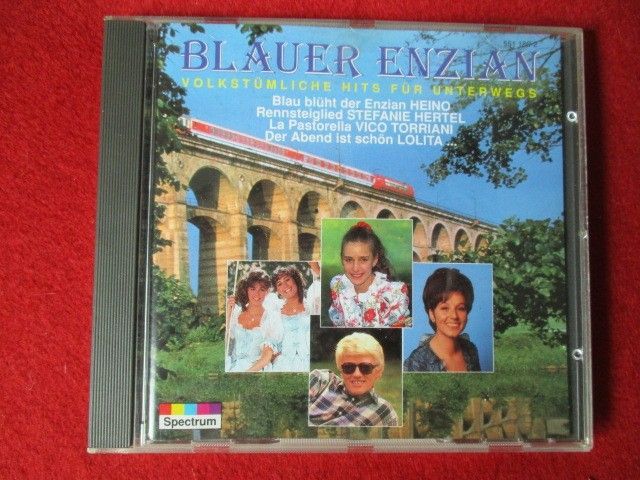 BLAUER ENZIAN
VOLKSTÜMLICHE HITS FÜR UNTERWEGS
Blau blüht der Enzian HEINO
Rennsteiglied STEFANIE HERTEL
La Pastorella VICO TORRIANI
Der Abend ist schön LOLITA ...
Spectrum